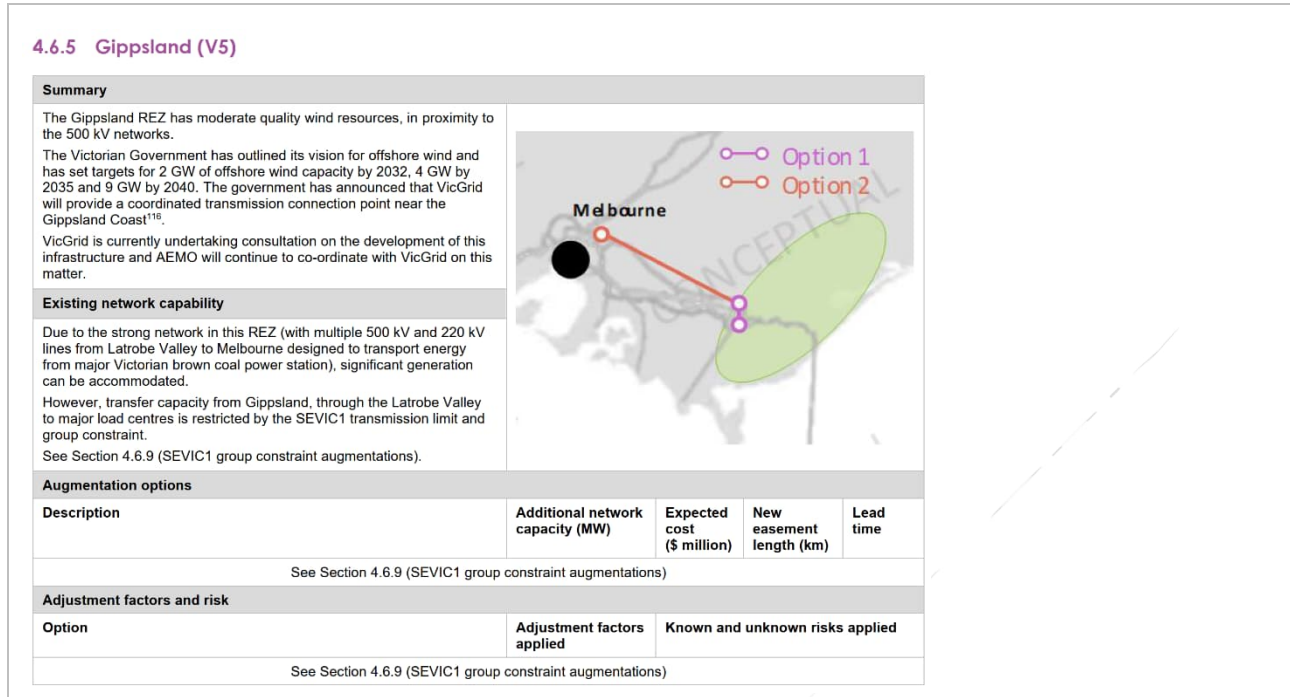 4.6.5 Gippsland (V5)
Summary
The Gippsland REZ has moderate quality wind resources, in proximity to
the 500 kV networks.
The Victorian Government has outlined its vision for offshore wind and
has set targets for 2 GW of offshore wind capacity by 2032, 4 GW by
2035 and 9 GW by 2040. The government has announced that VicGrid
will provide a coordinated transmission connection point near the
Gippsland Coast¹¹⁶.
VicGrid is currently undertaking consultation on the development of this
infrastructure and AEMO will continue to co-ordinate with VicGrid on this
matter.
Option 1
Option 2
Melbourne
CONCEPTUAL
Existing network capability
Due to the strong network in this REZ (with multiple 500 kV and 220 kV
lines from Latrobe Valley to Melbourne designed to transport energy
from major Victorian brown coal power station), significant generation
can be accommodated.
However, transfer capacity from Gippsland, through the Latrobe Valley
to major load centres is restricted by the SEVIC1 transmission limit and
group constraint.
See Section 4.6.9 (SEVIC1 group constraint augmentations).
Augmentation options
Description
Additional network
capacity (MW)
Expected
cost
($ million)
New
easement
length (km)
Lead
time
See Section 4.6.9 (SEVIC1 group constraint augmentations)
Adjustment factors and risk
Option
Adjustment factors
applied
Known and unknown risks applied
See Section 4.6.9 (SEVIC1 group constraint augmentations)